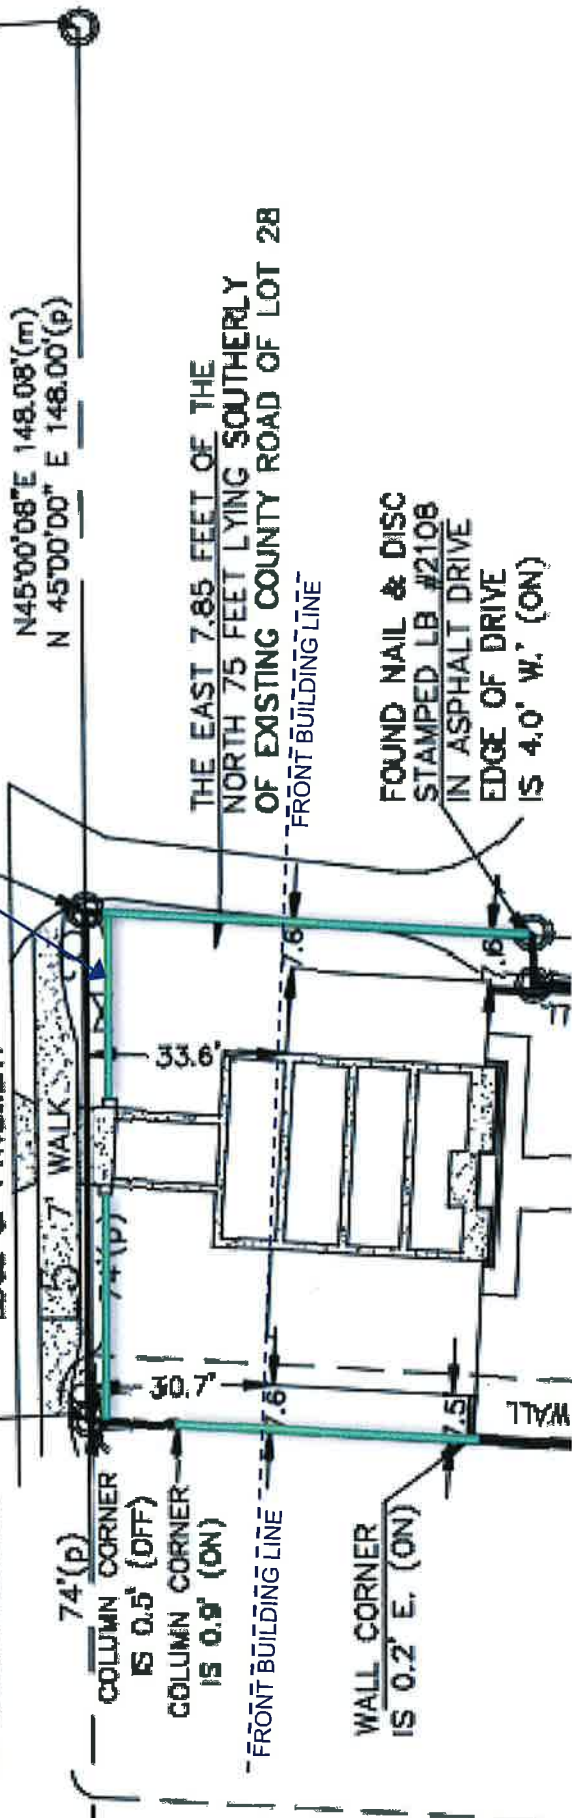 N45°00'08"E 148.08'(m)
N 45°00'00" E 148.00'(p)
THE EAST 7.85 FEET OF THE
NORTH 75 FEET LYING SOUTHERLY
OF EXISTING COUNTY ROAD OF LOT 28
FRONT BUILDING LINE
FOUND NAIL & DISC
STAMPED LB #2108
IN ASPHALT DRIVE
EDGE OF DRIVE
IS 4.0' W. (ON)
5.7' WALK
74'(p)
33.6'
7.6'
7.6'
30.7'
7.6'
7.5'
WALL
74'(p)
COLUMN CORNER
IS 0.5' (OFF)
COLUMN CORNER
IS 0.9' (ON)
FRONT BUILDING LINE
WALL CORNER
IS 0.2' E. (ON)